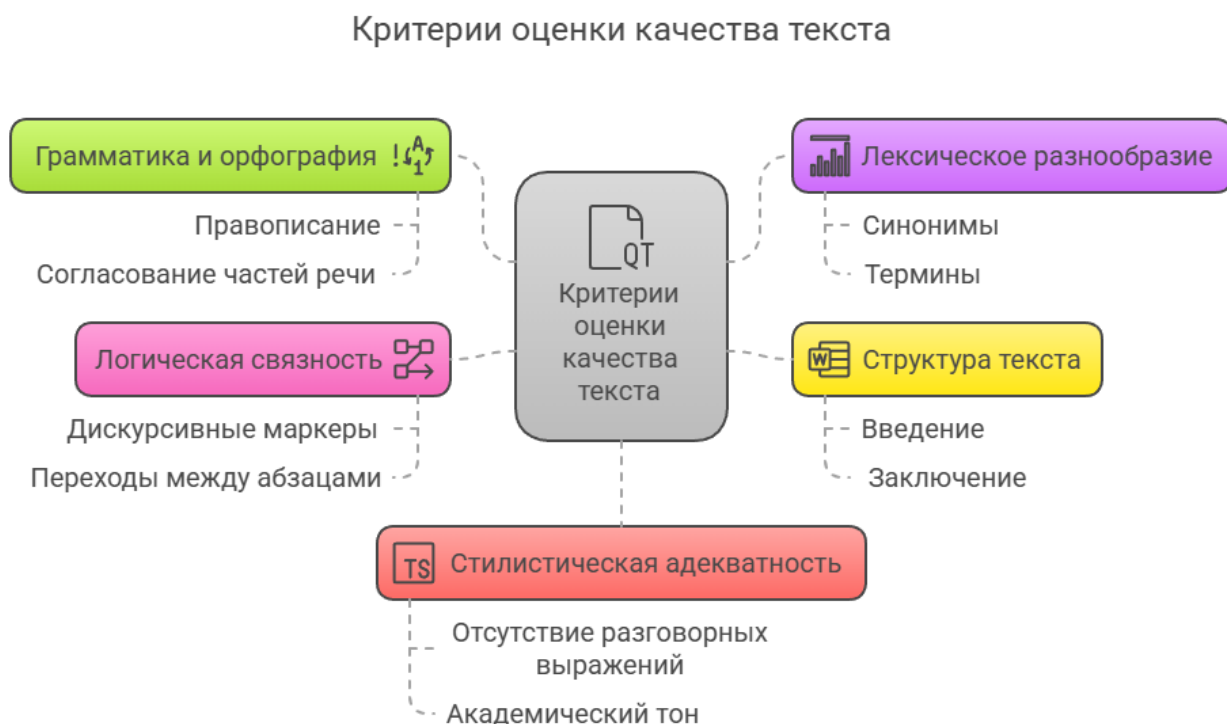 Критерии оценки качества текста
Грамматика и орфография
Правописание
Согласование частей речи
Логическая связность
Дискурсивные маркеры
Переходы между абзацами
QT
Критерии
оценки
качества
текста
Лексическое разнообразие
Синонимы
Термины
W
Структура текста
Введение
Заключение
TS
Стилистическая адекватность
Отсутствие разговорных
выражений
Академический тон